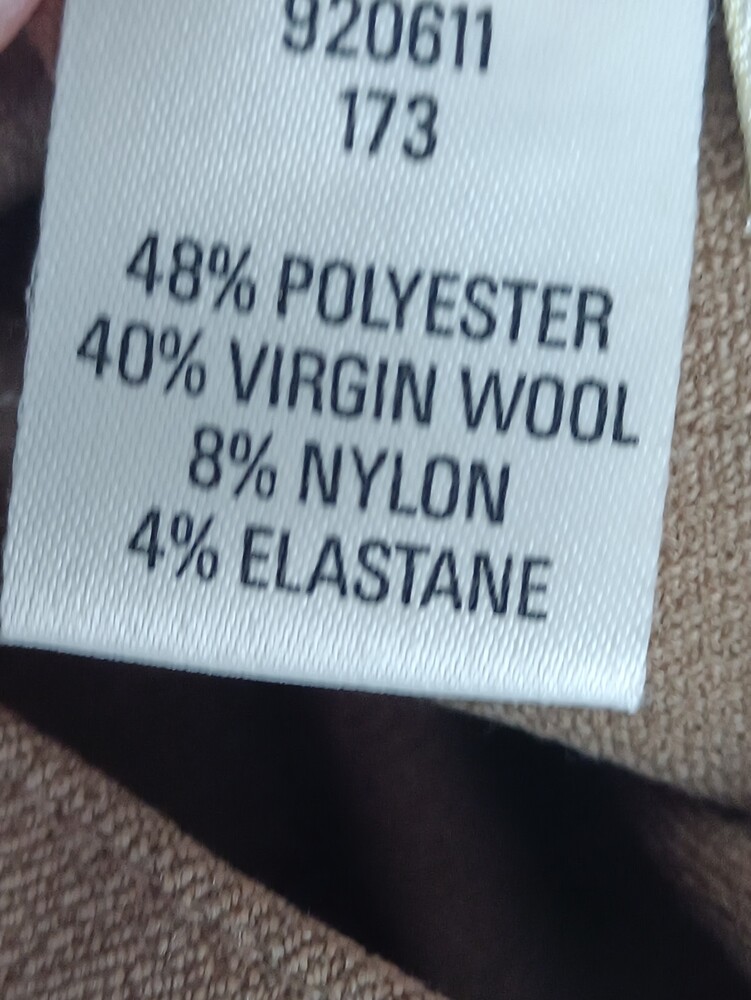 920611
173
48% POLYESTER
40% VIRGIN WOOL
8% NYLON
4% ELASTANE